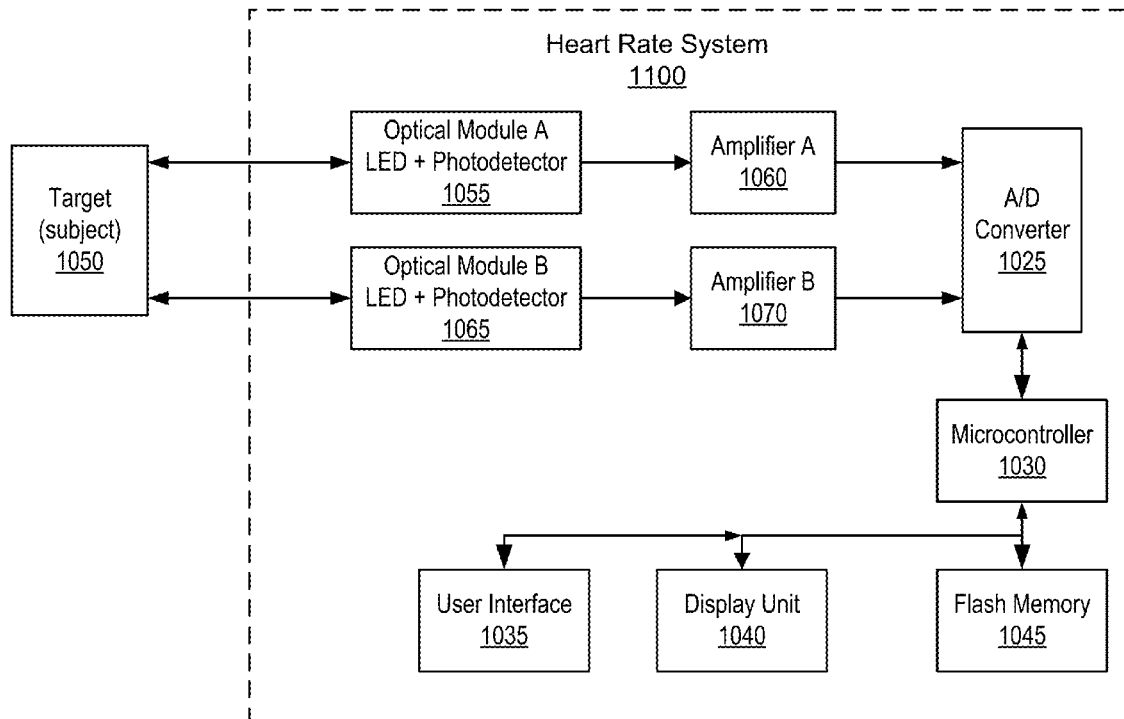 Heart Rate System
1100
Optical Module A
LED + Photodetector
1055
Amplifier A
1060
Target
(subject)
1050
A/D
Converter
1025
Optical Module B
LED + Photodetector
1065
Amplifier B
1070
Microcontroller
1030
User Interface
1035
Display Unit
1040
Flash Memory
1045